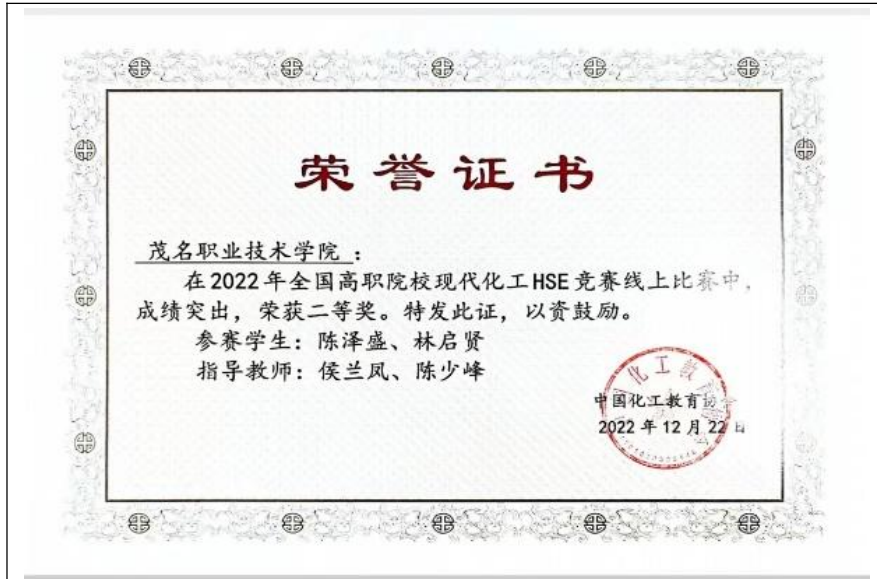 荣誉证书
茂名职业技术学院：
在2022年全国高职院校现代化工HSE竞赛线上比赛中，
成绩突出，荣获二等奖。特发此证，以资鼓励。
参赛学生：陈泽盛、林启贤
指导教师：侯兰凤、陈少峰
中国化工教育协会
2022年12月22日